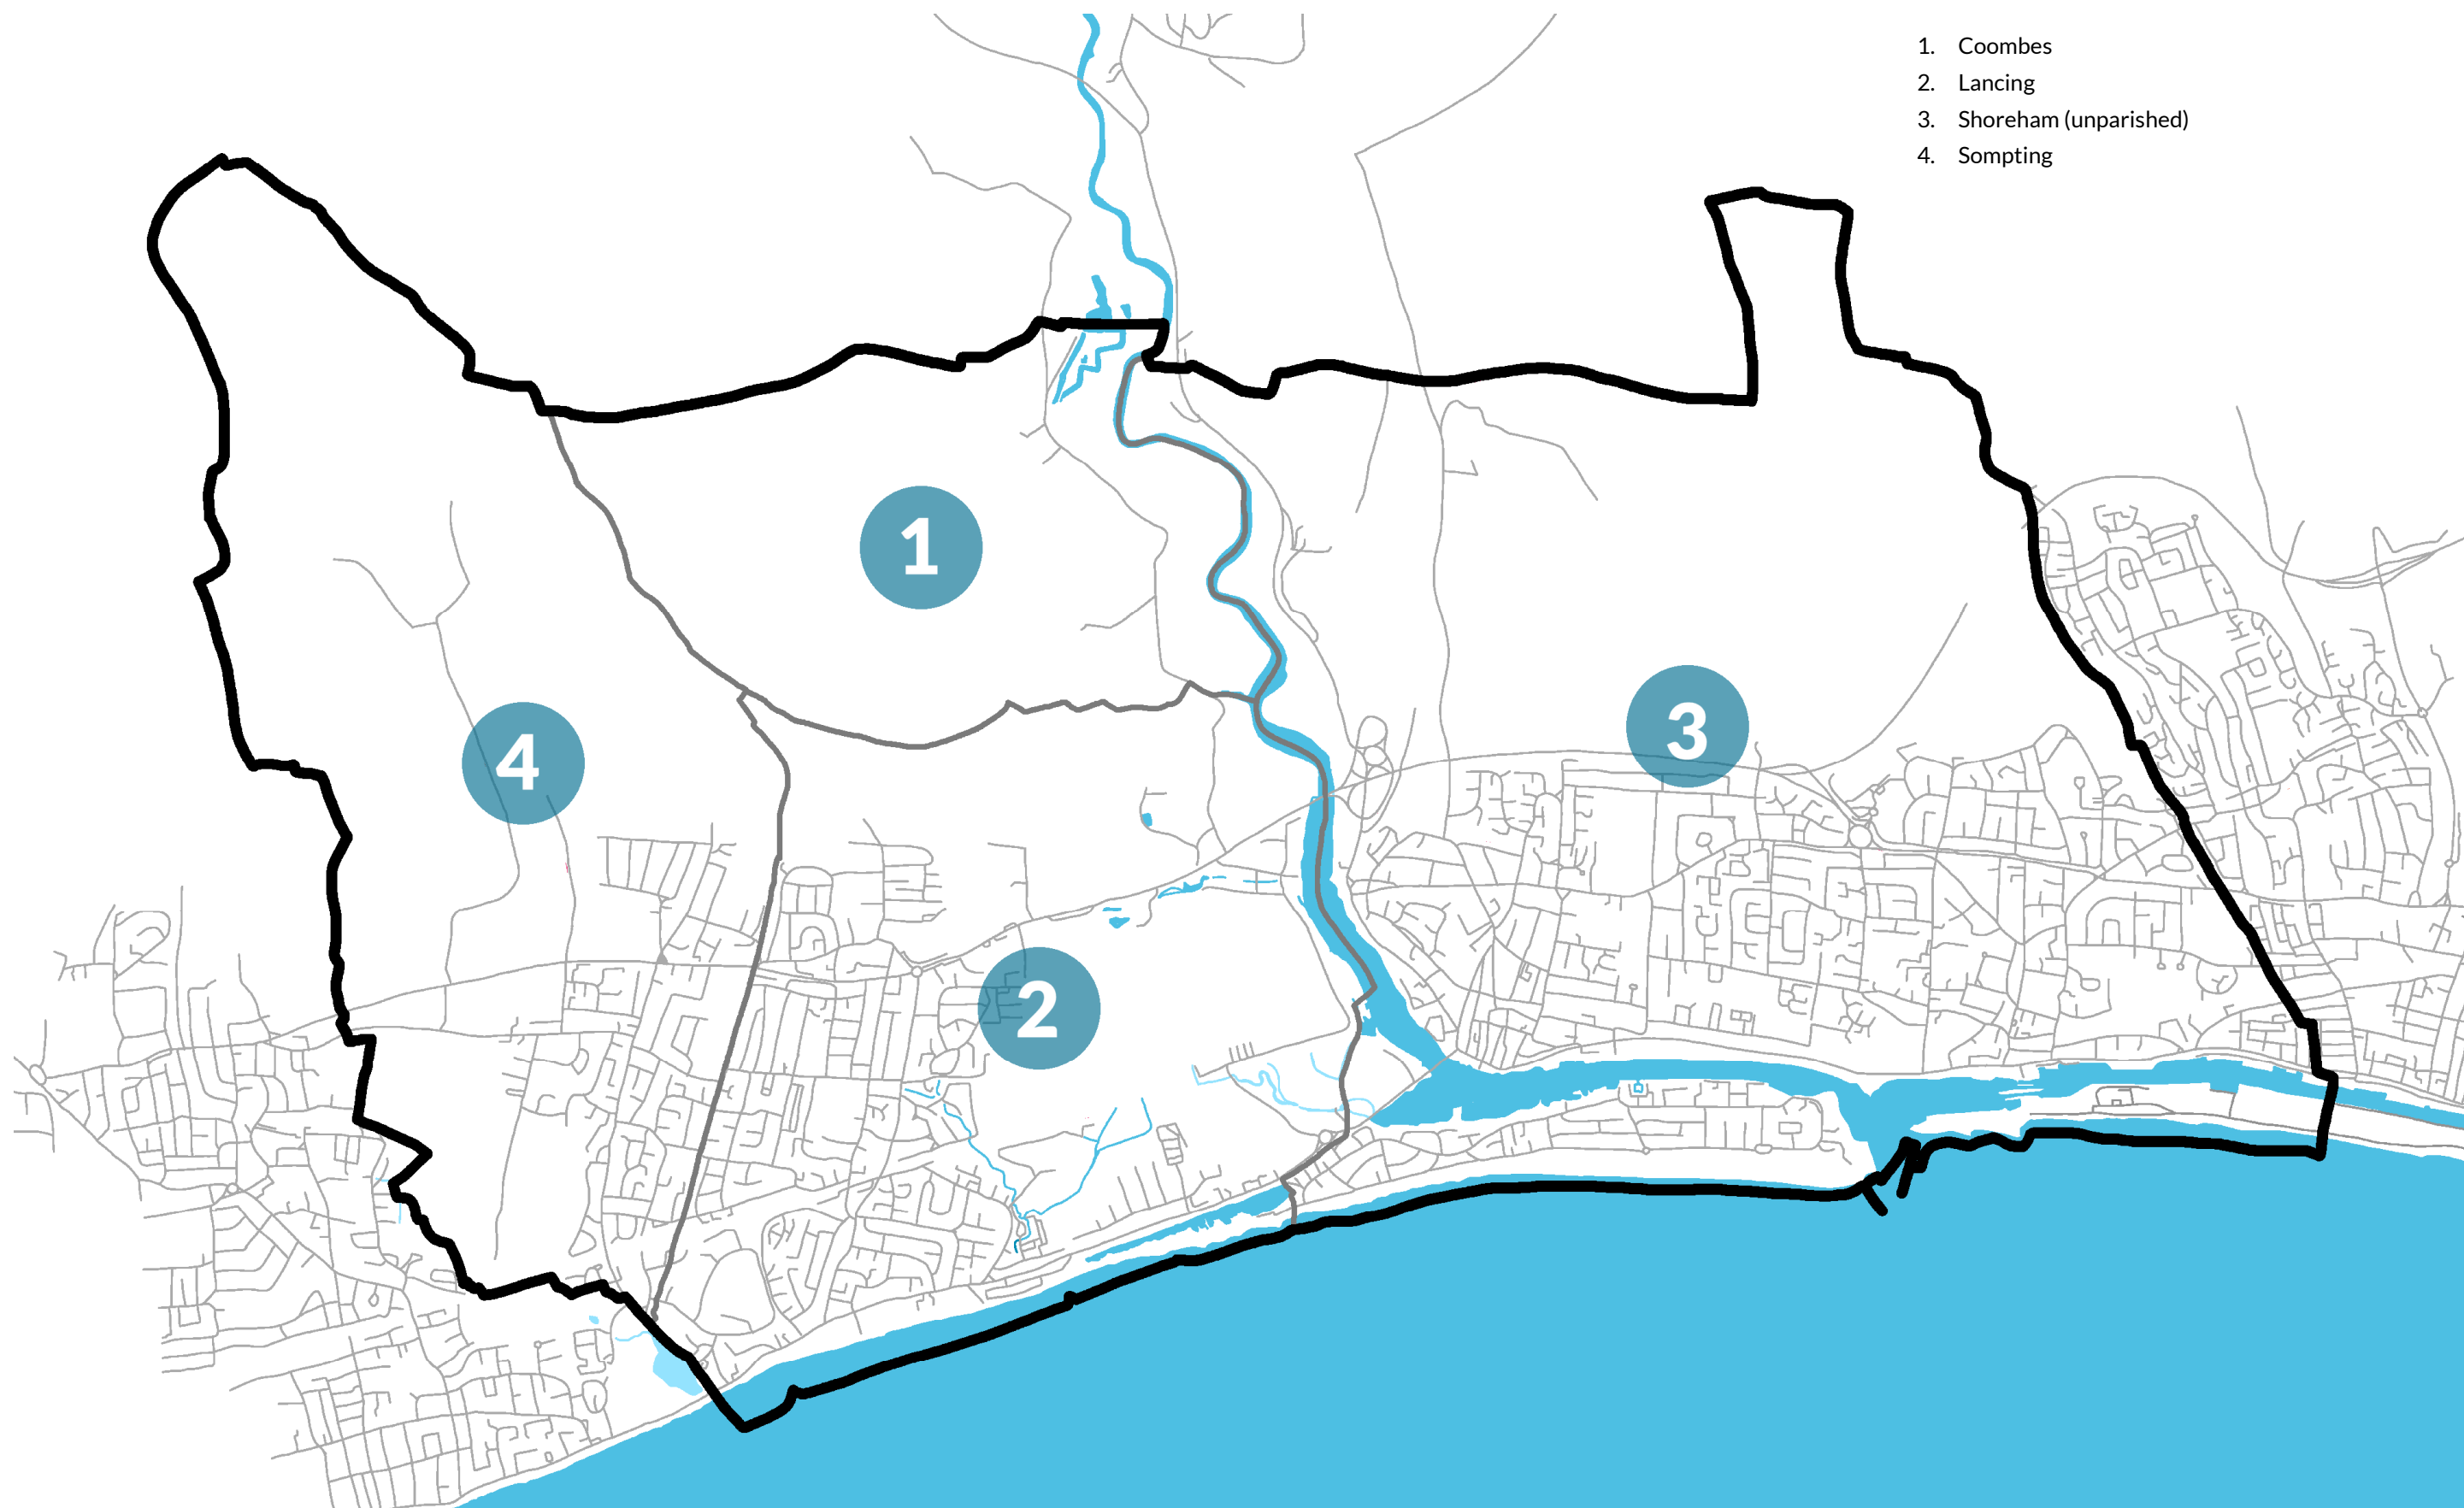 1. Coombes
2. Lancing
3. Shoreham (unparished)
4. Sompting
1
3
4
2